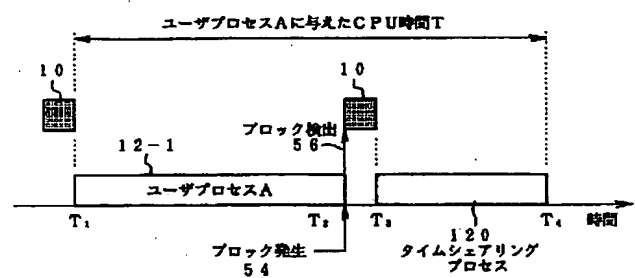 ユーザプロセスAに与えたCPU時間T
10
10
ブロック検出
56
12-1
ユーザプロセスA
T₁
T₂
T₃
T₄
時間
ブロック発生
54
120
タイムシェアリング
プロセス